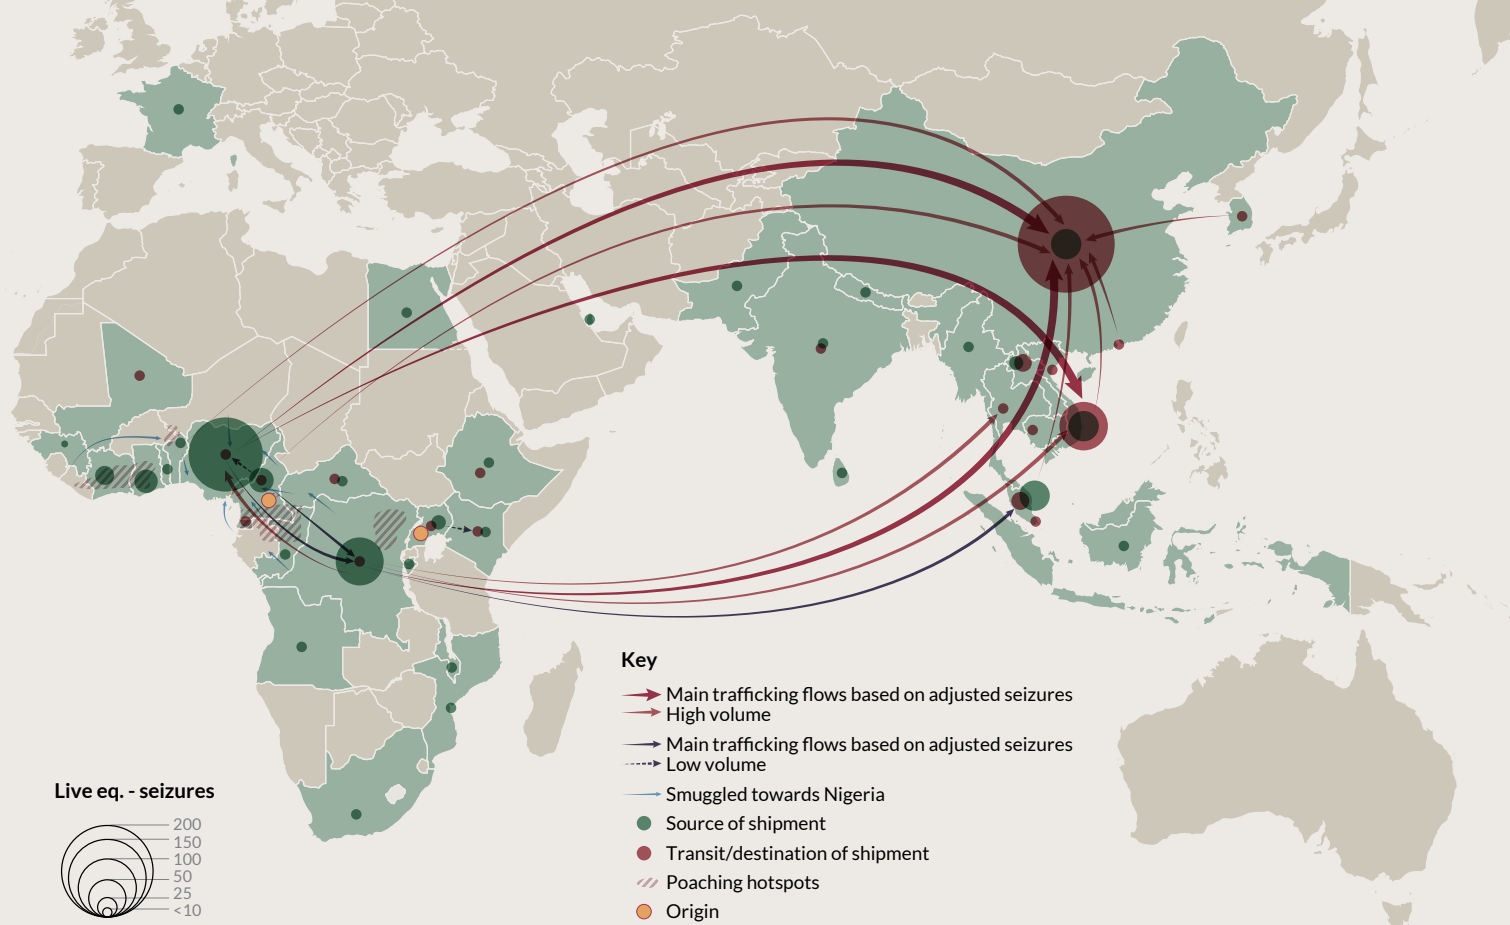 Key
Main trafficking flows based on adjusted seizures
High volume
Main trafficking flows based on adjusted seizures
Low volume
Smuggled towards Nigeria
Source of shipment
Transit/destination of shipment
Poaching hotspots
Origin
Live eq. - seizures
200
150
100
50
25
<10